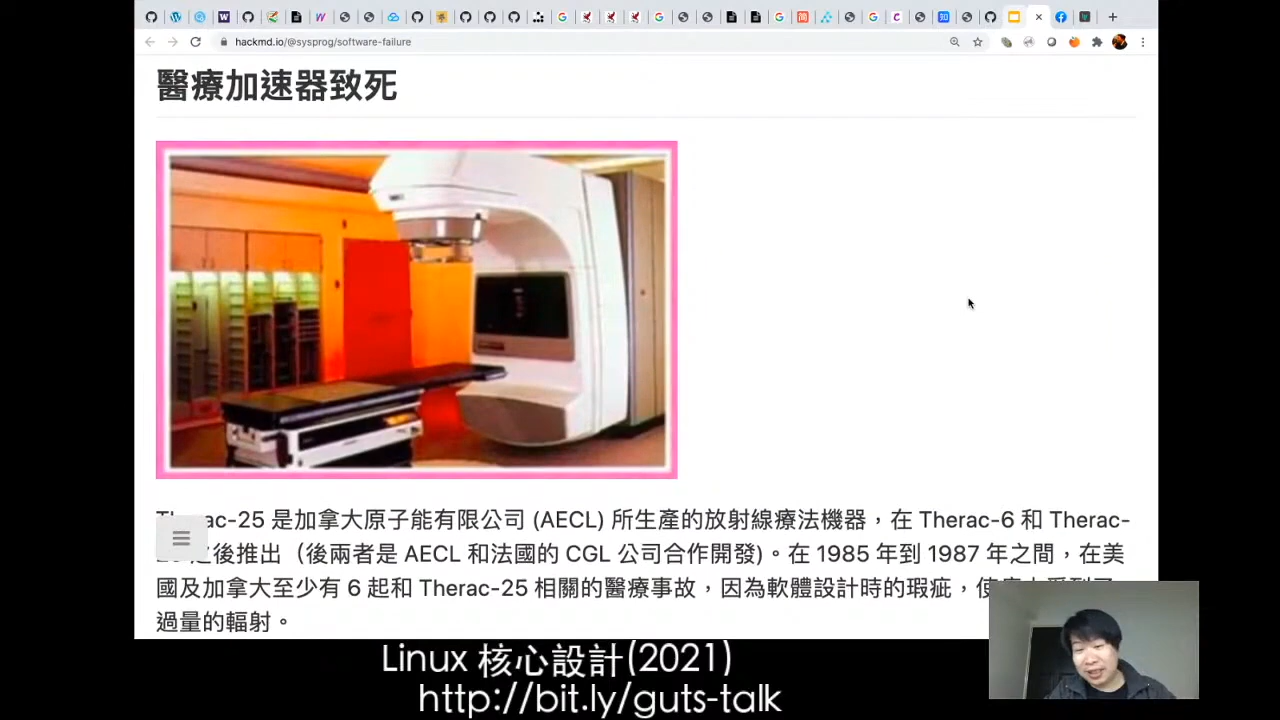 hackmd.io/@sysprog/software-failure
醫療加速器致死
ac-25 是加拿大原子能有限公司 (AECL) 所生產的放射線療法機器，在 Therac-6 和 Therac-
之後推出（後兩者是 AECL 和法國的 CGL 公司合作開發)。在 1985 年到 1987 年之間，在美
國及加拿大至少有 6 起和 Therac-25 相關的醫療事故，因為軟體設計時的瑕疵，使
過量的輻射。
Linux 核心設計(2021)
http://bit.ly/guts-talk